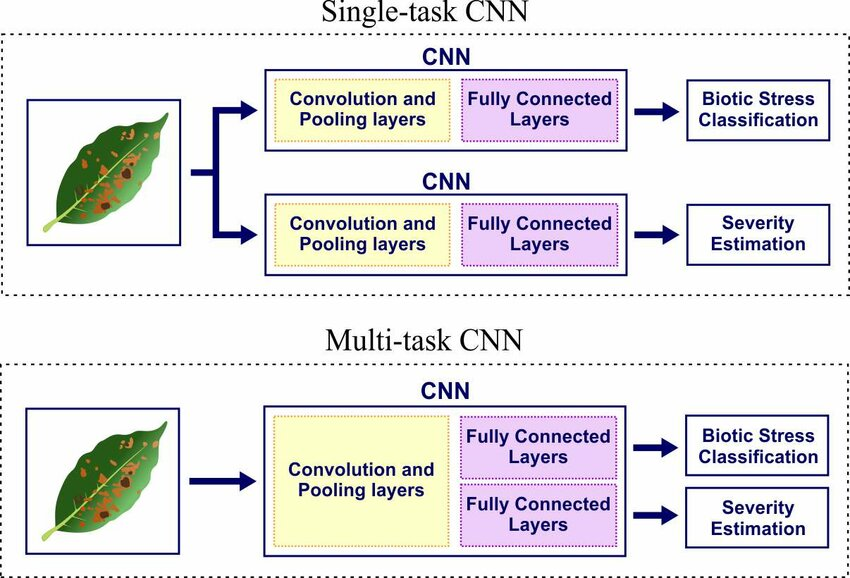 Single-task CNN
CNN
Convolution and
Pooling layers
Fully Connected
Layers
Biotic Stress
Classification
CNN
Convolution and
Pooling layers
Fully Connected
Layers
Severity
Estimation
Multi-task CNN
CNN
Convolution and
Pooling layers
Fully Connected
Layers
Biotic Stress
Classification
Fully Connected
Layers
Severity
Estimation